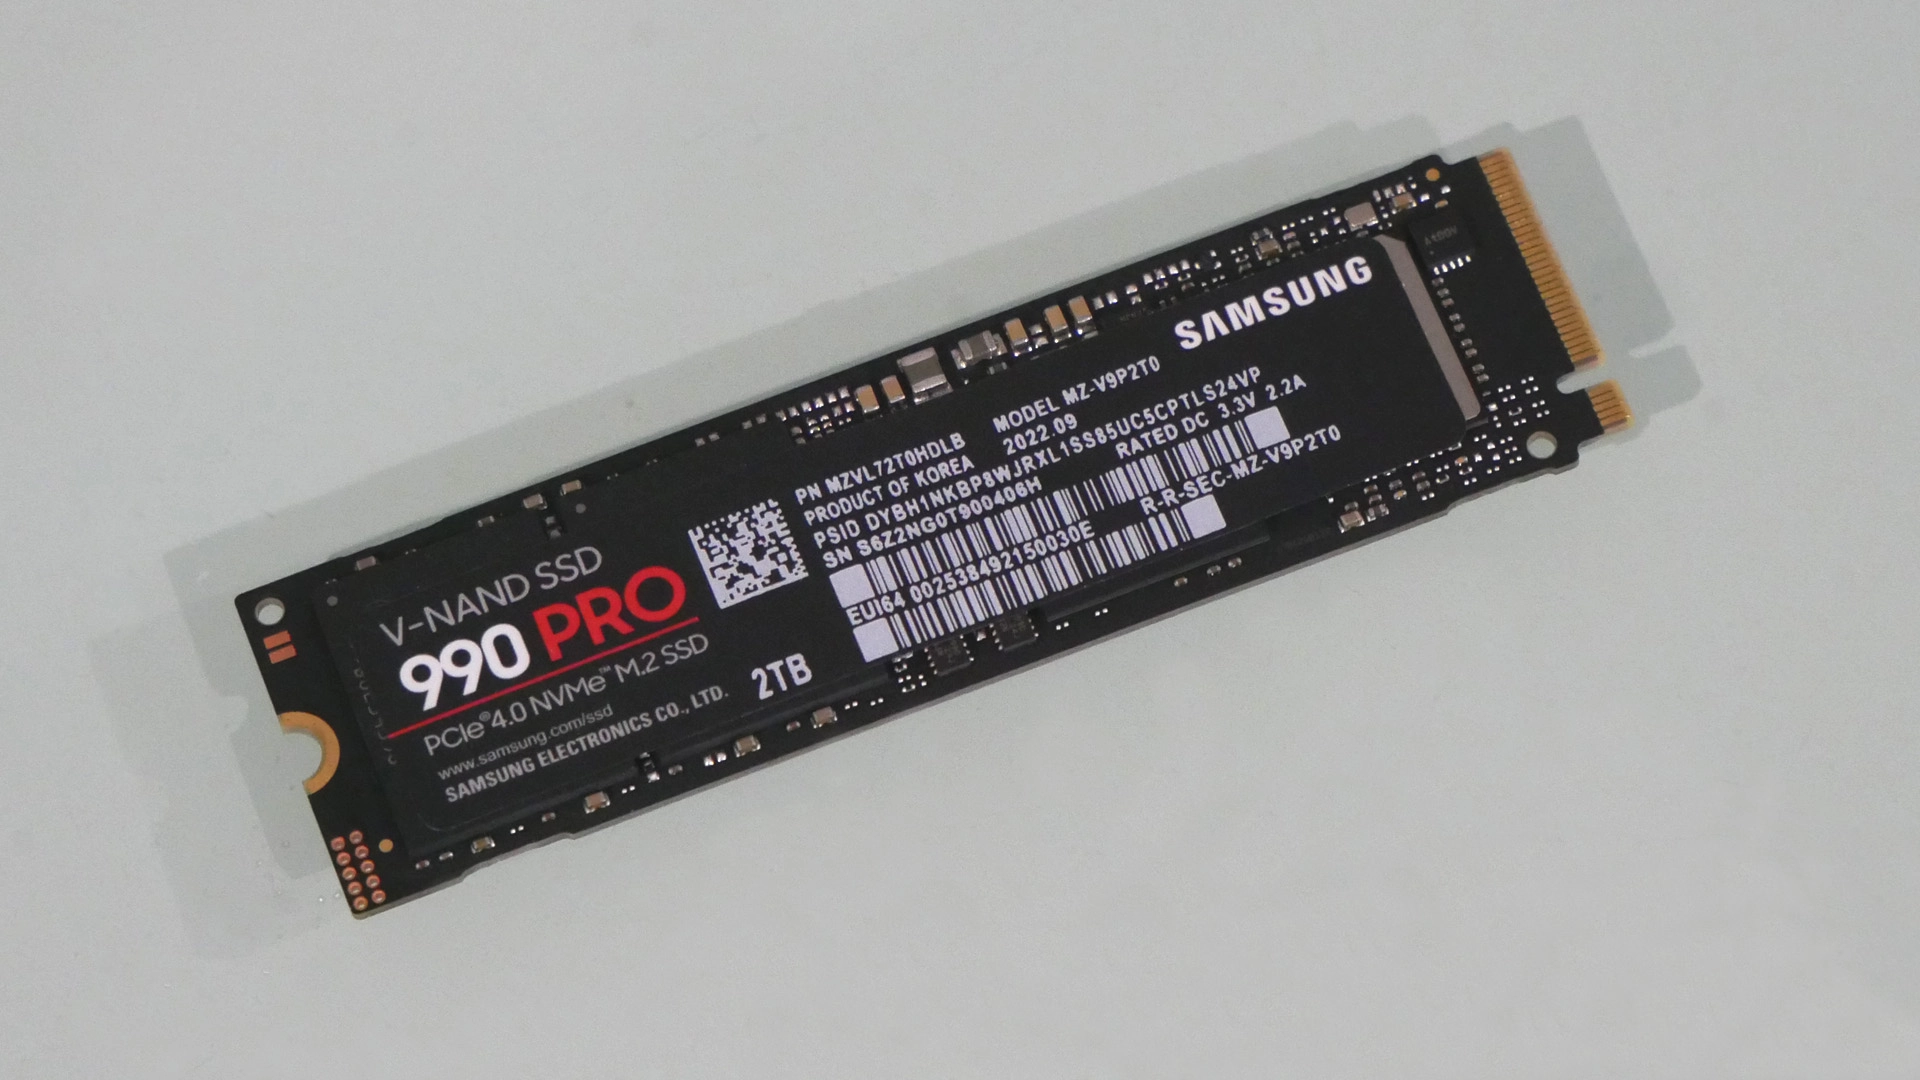 SAMSUNG
PN MZVL72T0HDLB MODEL MZ-V9P2T0
PRODUCT OF KOREA 2022.09
PSID DYBH1NKBP8WJRXL1SS85UC5CPTLS24VP
SN S6Z2NG0T900406H RATED DC 3.3V 2.2A
EUI64 002538492150030E R-R-SEC-MZ-V9P2T0
V-NAND SSD
990 PRO
PCIe®4.0 NVMe™ M.2 SSD
www.samsung.com/ssd
SAMSUNG ELECTRONICS CO., LTD. 2TB